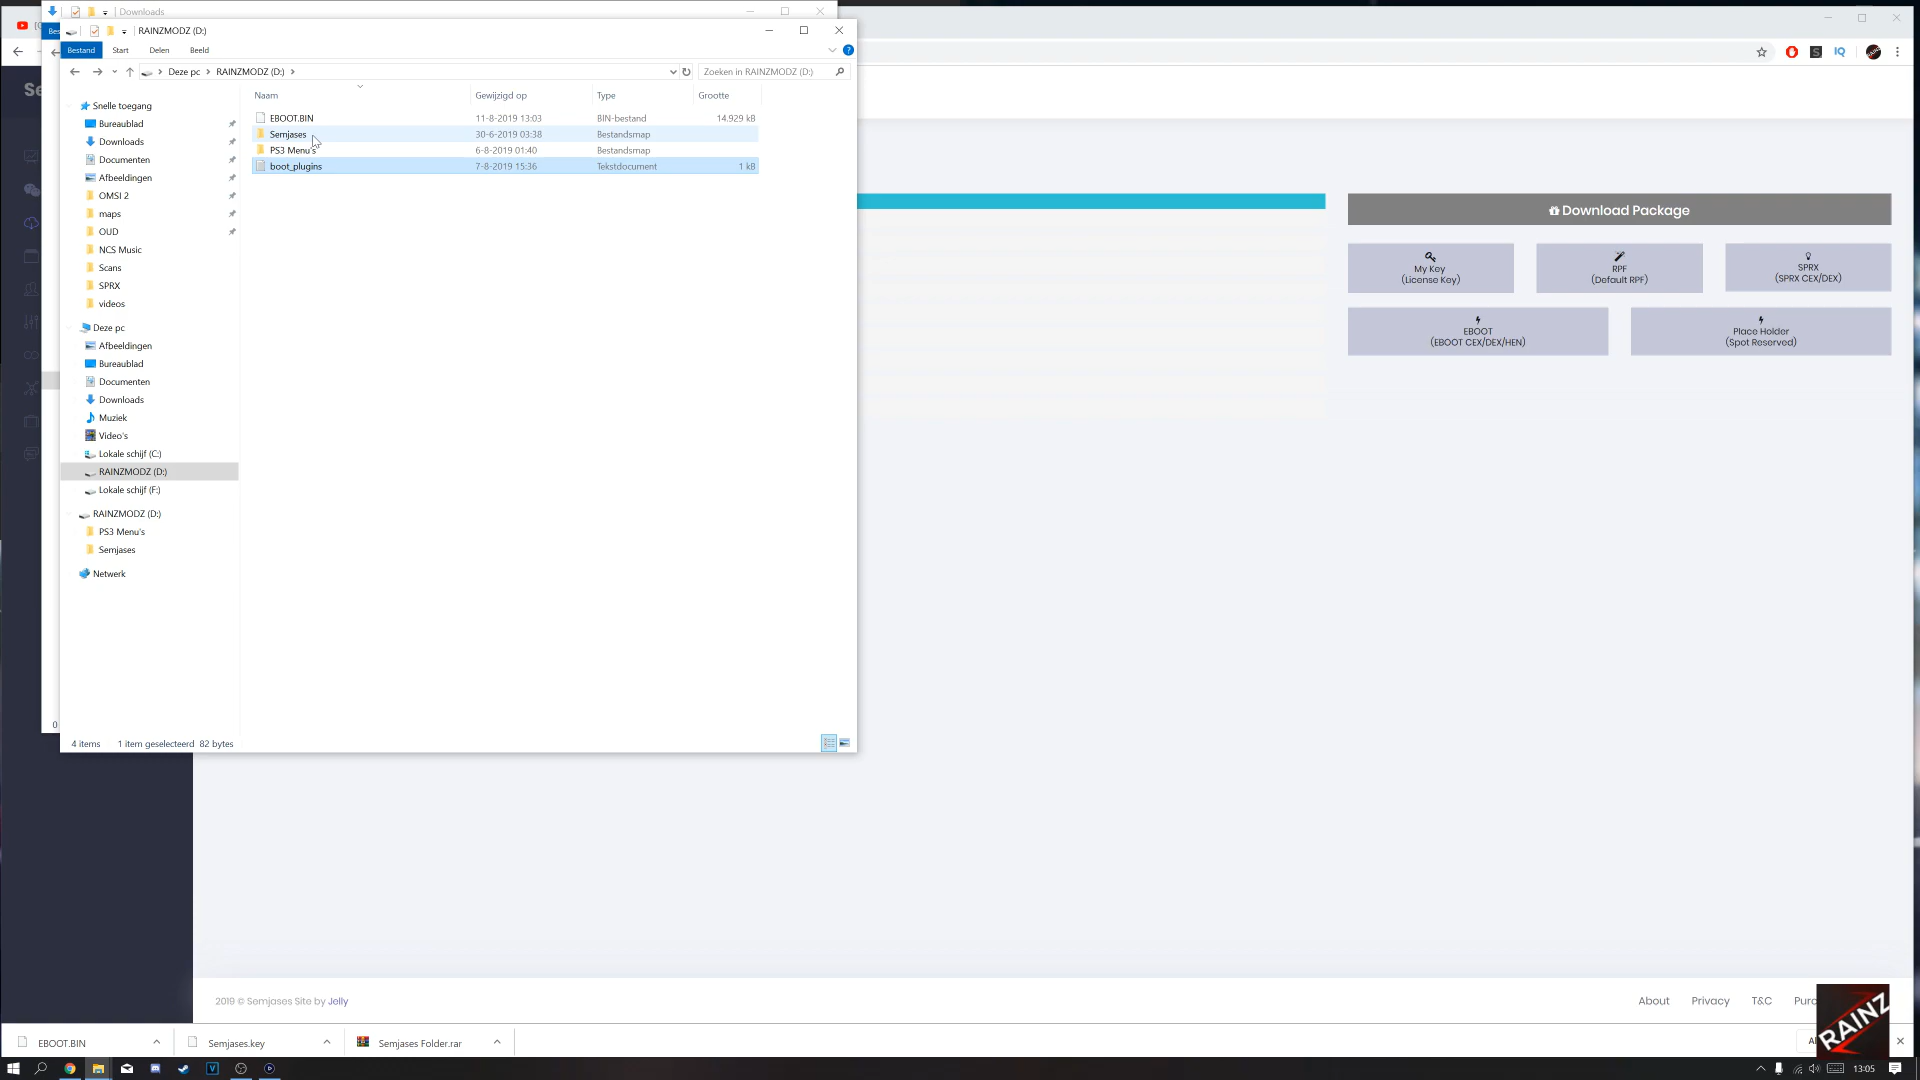 Downloads
RAINZMODZ (D:)
Bestand Start Delen Beeld
Deze pc RAINZMODZ (D:)
Zoeken in RAINZMODZ (D:)
Naam Gewijzigd op Type Grootte
EBOOT.BIN 11-8-2019 13:03 BIN-bestand 14.929 kB
Semjases 30-6-2019 03:38 Bestandsmap
PS3 Menu's 6-8-2019 01:40 Bestandsmap
boot_plugins 7-8-2019 15:36 Tekstdocument 1 kB
Snelle toegang
Bureaublad
Downloads
Documenten
Afbeeldingen
OMSI 2
maps
OUD
NCS Music
Scans
SPRX
videos
Deze pc
Afbeeldingen
Bureaublad
Documenten
Downloads
Muziek
Video's
Lokale schijf (C:)
RAINZMODZ (D:)
Lokale schijf (F:)
RAINZMODZ (D:)
PS3 Menu's
Semjases
Netwerk
4 items 1 item geselecteerd 82 bytes
Download Package
My Key
(License Key)
RPF
(Default RPF)
SPRX
(SPRX CEX/DEX)
EBOOT
(EBOOT CEX/DEX/HEN)
Place Holder
(Spot Reserved)
2019 © Semjases Site by Jelly
About Privacy T&C
RAINZ
EBOOT.BIN
Semjases.key
Semjases Folder.rar
13:05